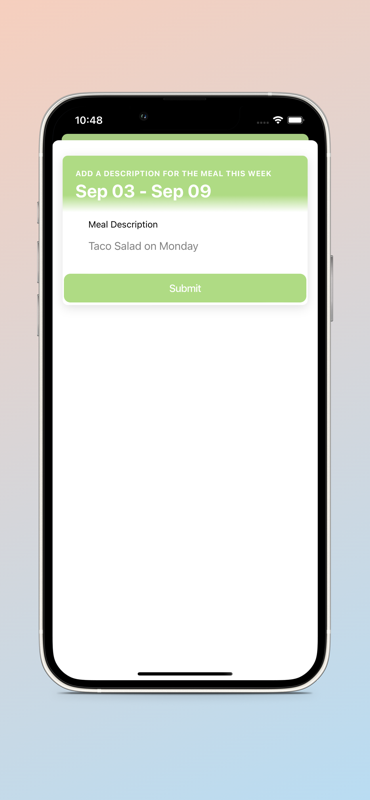 10:48
ADD A DESCRIPTION FOR THE MEAL THIS WEEK
Sep 03 - Sep 09
Meal Description
Taco Salad on Monday
Submit